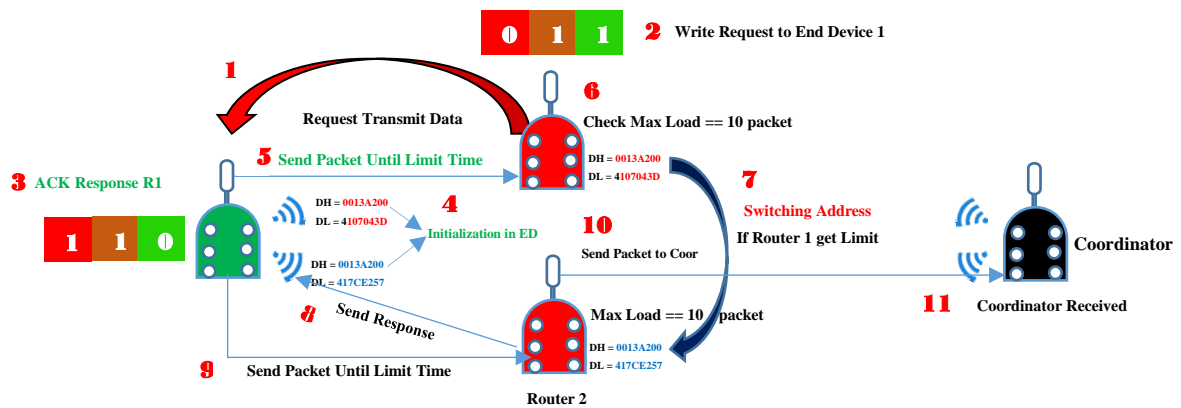 0 1 1
2 Write Request to End Device 1
1
6
Request Transmit Data
Check Max Load == 10 packet
5 Send Packet Until Limit Time
DH = 0013A200
DL = 4107043D
3 ACK Response R1
7
Switching Address
If Router 1 get Limit
4
DH = 0013A200
DL = 4107043D
Initialization in ED
1 1 0
10
Send Packet to Coor
Coordinator
DH = 0013A200
DL = 417CE257
8
Send Response
11
Coordinator Received
Max Load == 10 packet
DH = 0013A200
DL = 417CE257
9 Send Packet Until Limit Time
Router 2